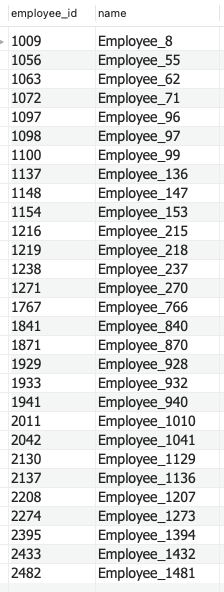 employee_id name
1009 Employee_8
1056 Employee_55
1063 Employee_62
1072 Employee_71
1097 Employee_96
1098 Employee_97
1100 Employee_99
1137 Employee_136
1148 Employee_147
1154 Employee_153
1216 Employee_215
1219 Employee_218
1238 Employee_237
1271 Employee_270
1767 Employee_766
1841 Employee_840
1871 Employee_870
1929 Employee_928
1933 Employee_932
1941 Employee_940
2011 Employee_1010
2042 Employee_1041
2130 Employee_1129
2137 Employee_1136
2208 Employee_1207
2274 Employee_1273
2395 Employee_1394
2433 Employee_1432
2482 Employee_1481